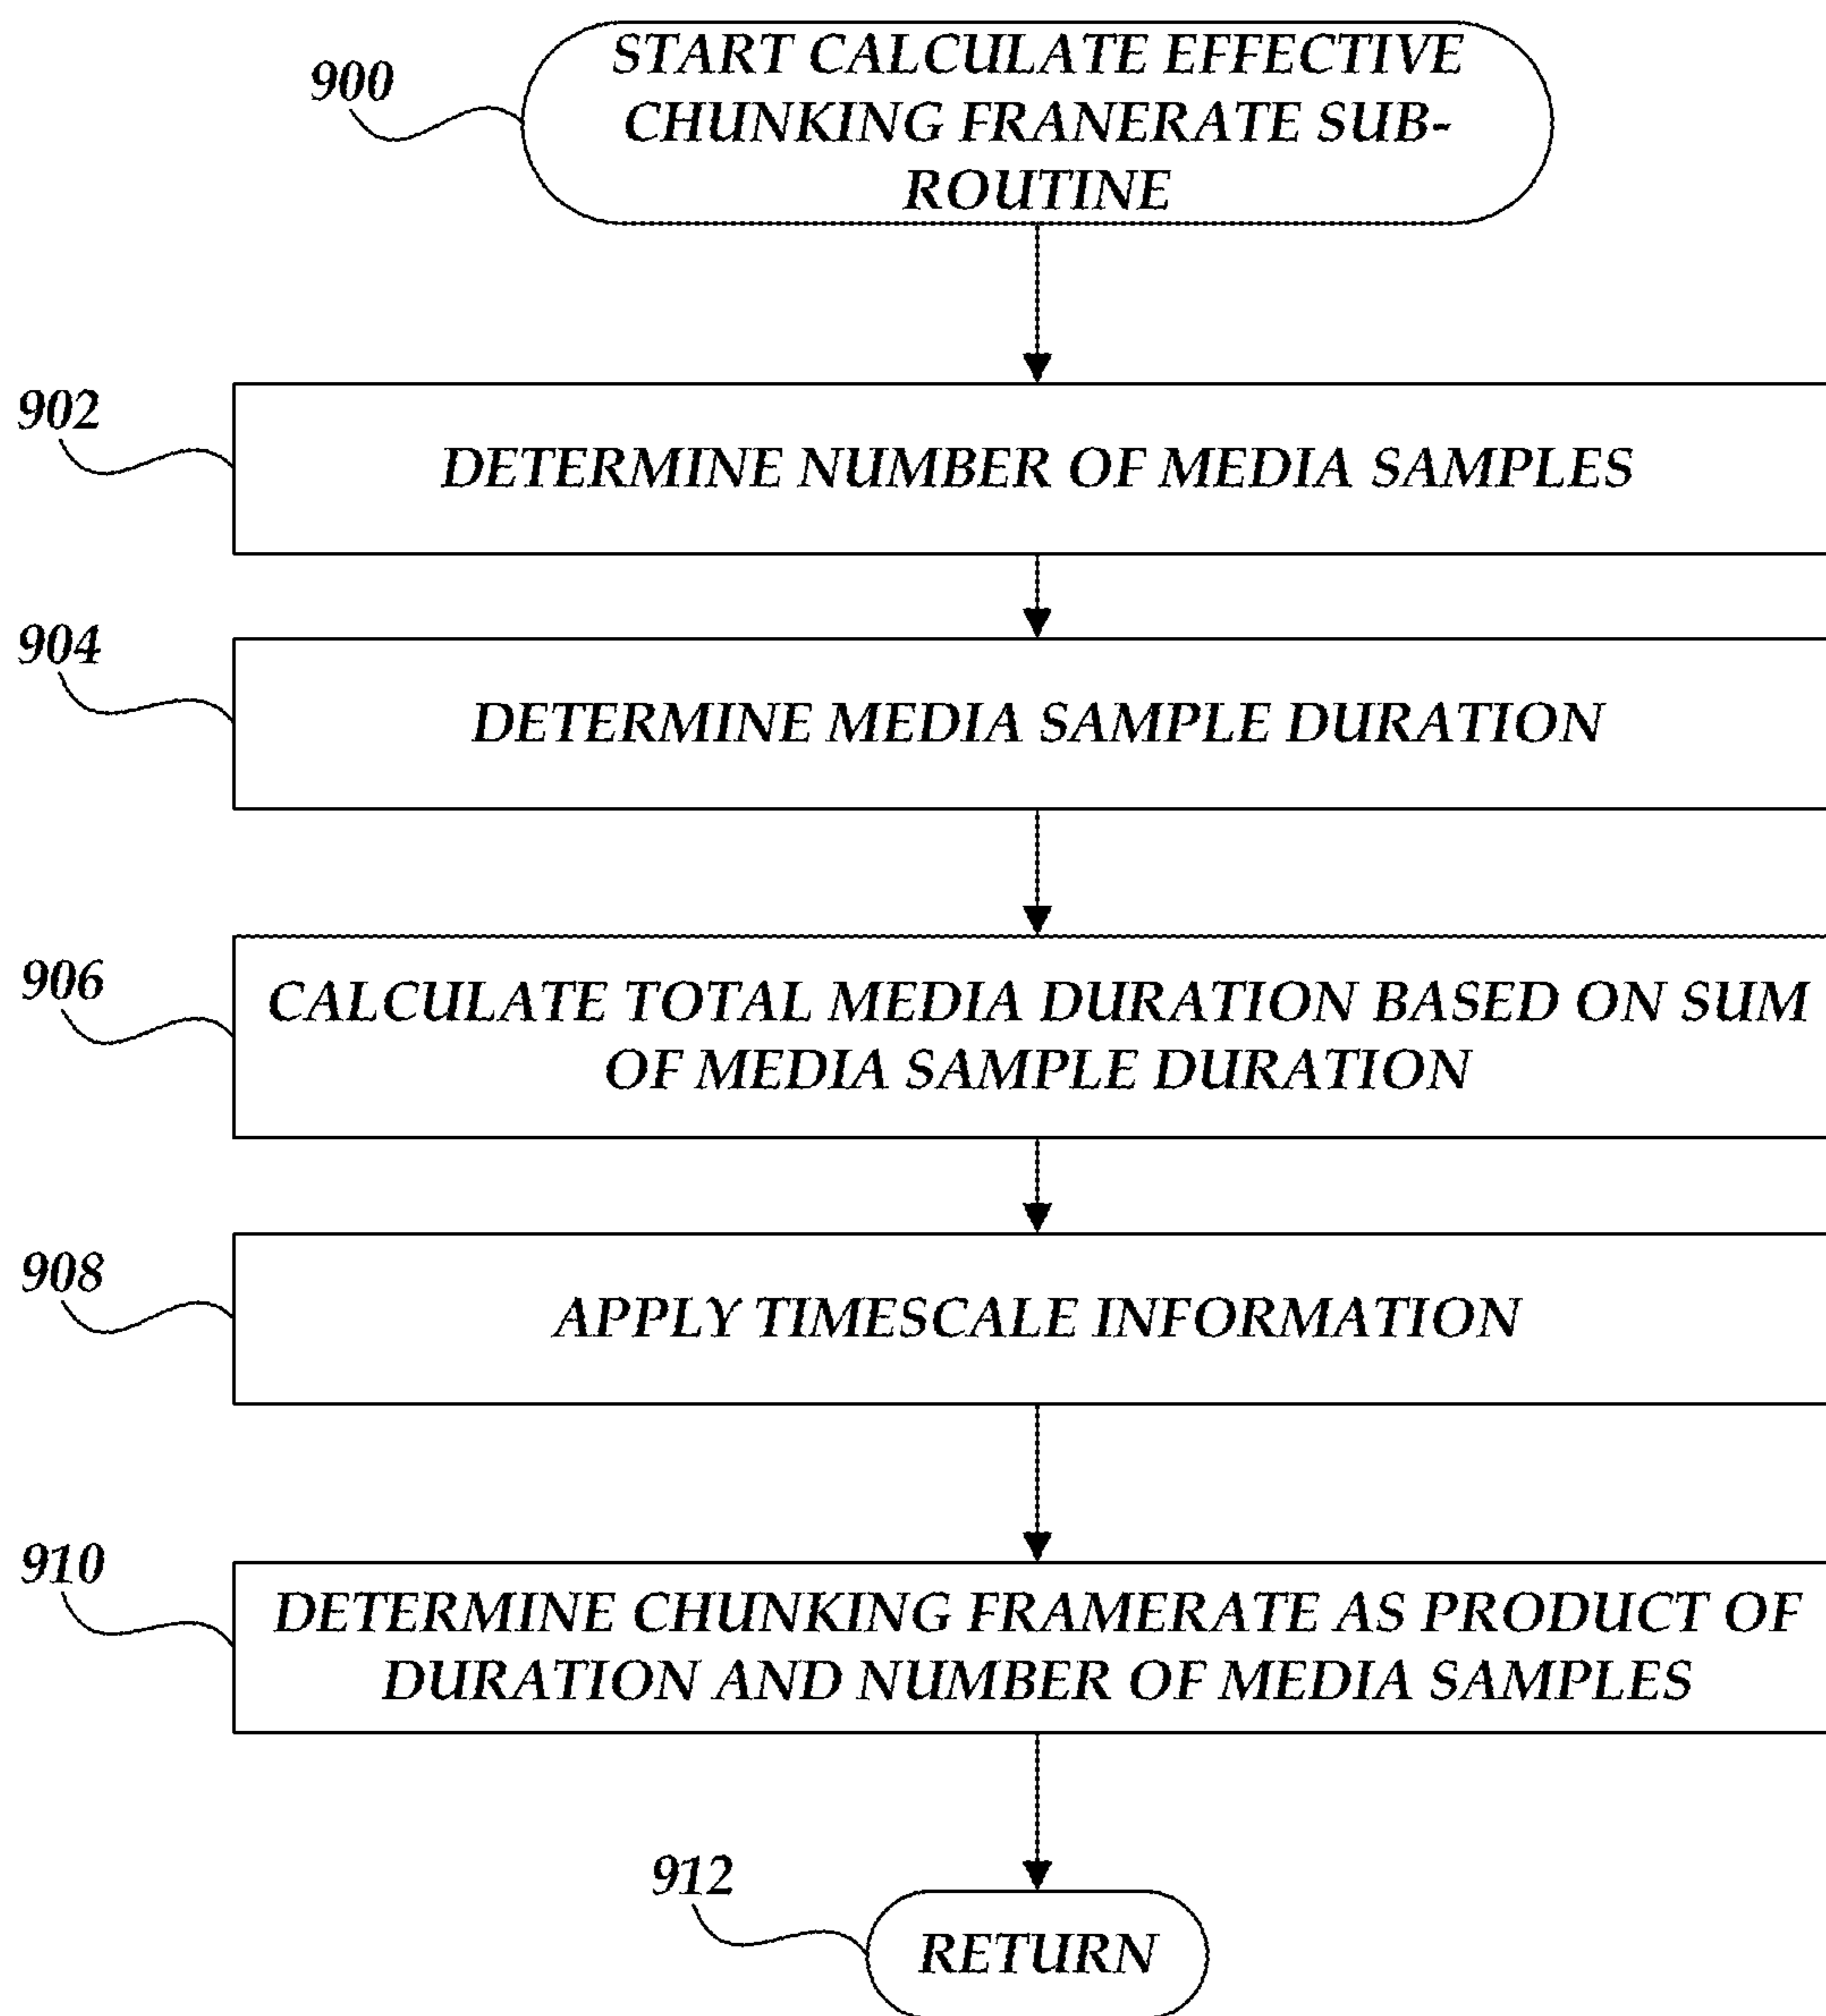 900
START CALCULATE EFFECTIVE
CHUNKING FRANERATE SUB-
ROUTINE
902
DETERMINE NUMBER OF MEDIA SAMPLES
904
DETERMINE MEDIA SAMPLE DURATION
906
CALCULATE TOTAL MEDIA DURATION BASED ON SUM
OF MEDIA SAMPLE DURATION
908
APPLY TIMESCALE INFORMATION
910
DETERMINE CHUNKING FRAMERATE AS PRODUCT OF
DURATION AND NUMBER OF MEDIA SAMPLES
912
RETURN